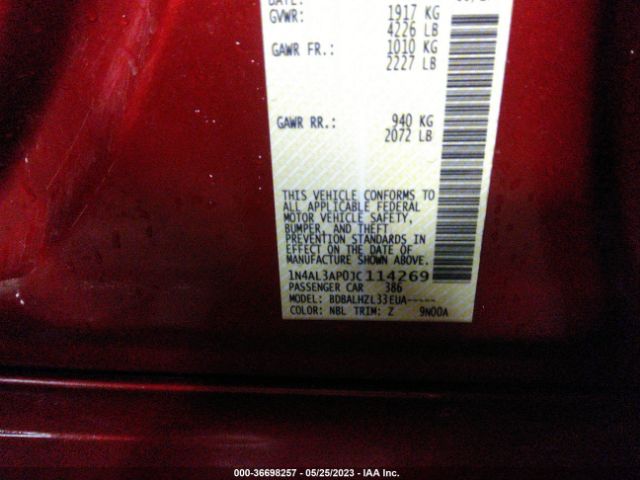 DATE:
GVWR: 1917 KG
4226 LB
GAWR FR.: 1010 KG
2227 LB
GAWR RR.: 940 KG
2072 LB
THIS VEHICLE CONFORMS TO
ALL APPLICABLE FEDERAL
MOTOR VEHICLE SAFETY,
BUMPER, AND THEFT
PREVENTION STANDARDS IN
EFFECT ON THE DATE OF
MANUFACTURE SHOWN ABOVE.
1N4AL3AP0JC114269
PASSENGER CAR 386
MODEL: BDBALHZL33EUA-----
COLOR: NBL TRIM: Z 9N00A
000-36698257 - 05/25/2023 - IAA Inc.